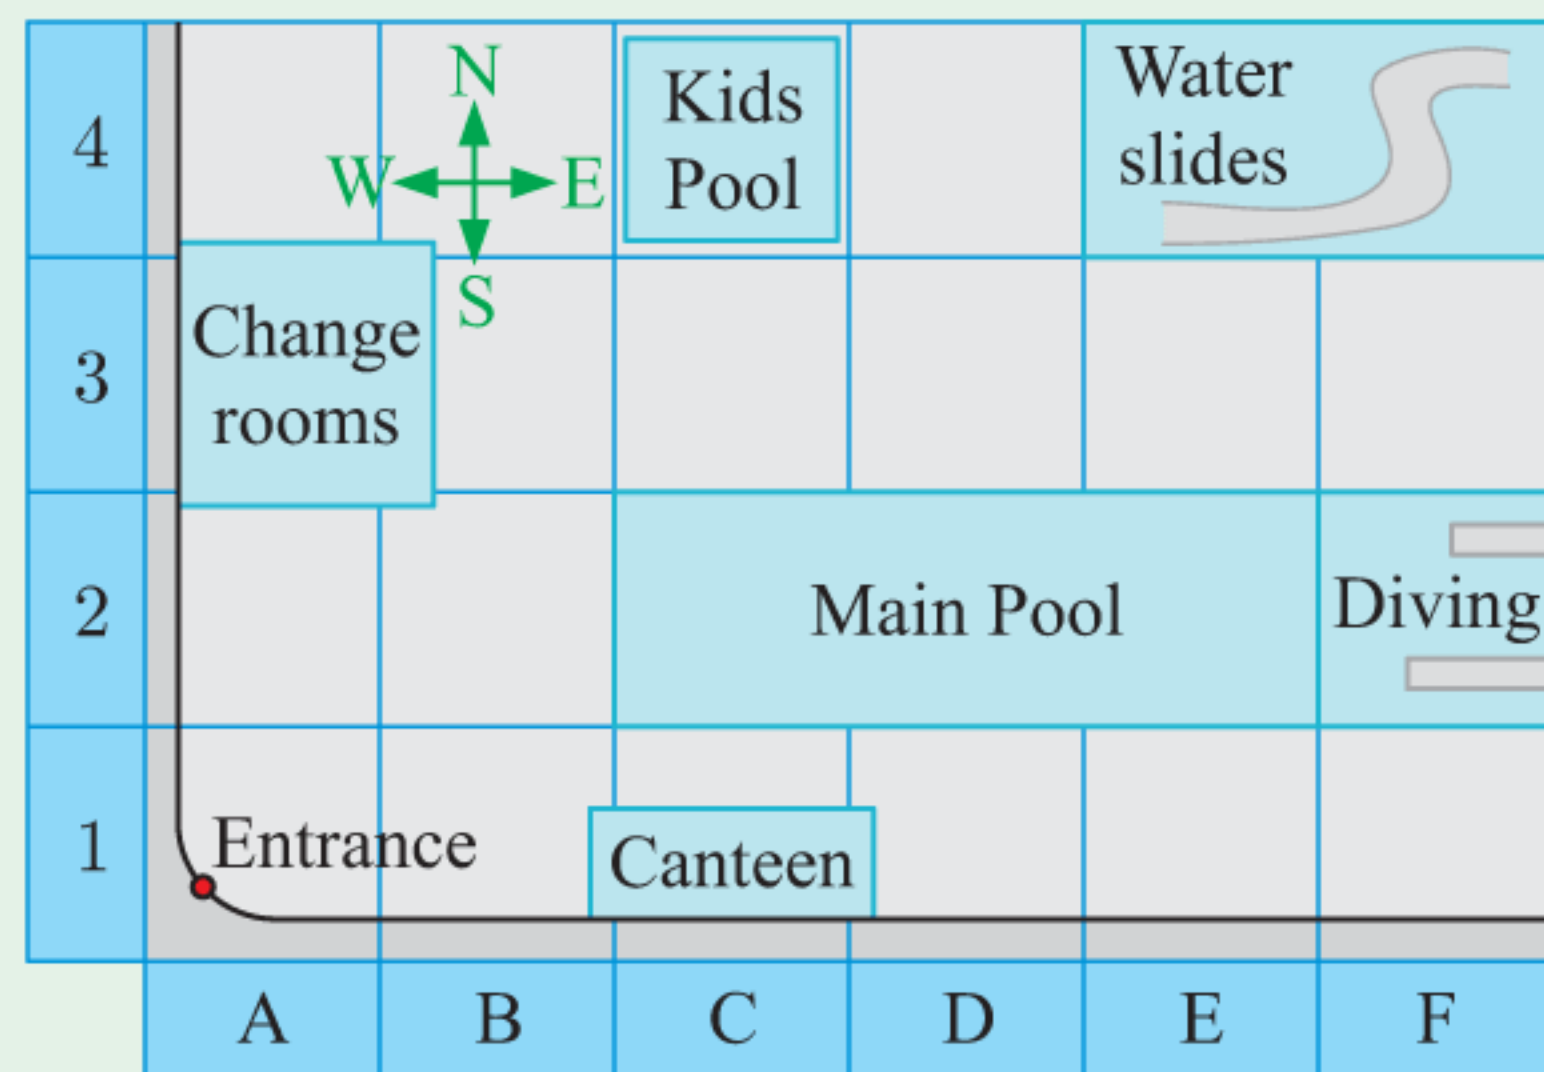 4
N
W
E
S
Kids
Pool
Water
slides
3
Change
rooms
2
Main Pool
Diving
1
Entrance
Canteen
A
B
C
D
E
F